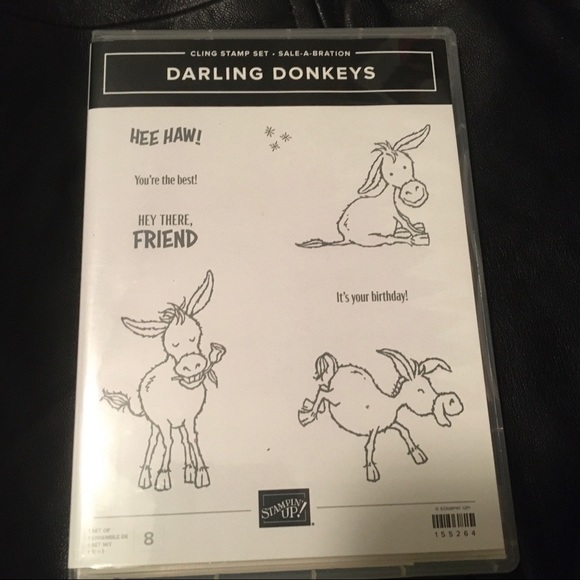 CLING STAMP SET • SALE-A-BRATION
DARLING DONKEYS
HEE HAW!
You're the best!
HEY THERE,
FRIEND
It's your birthday!
STAMPIN' UP!®
8
155264